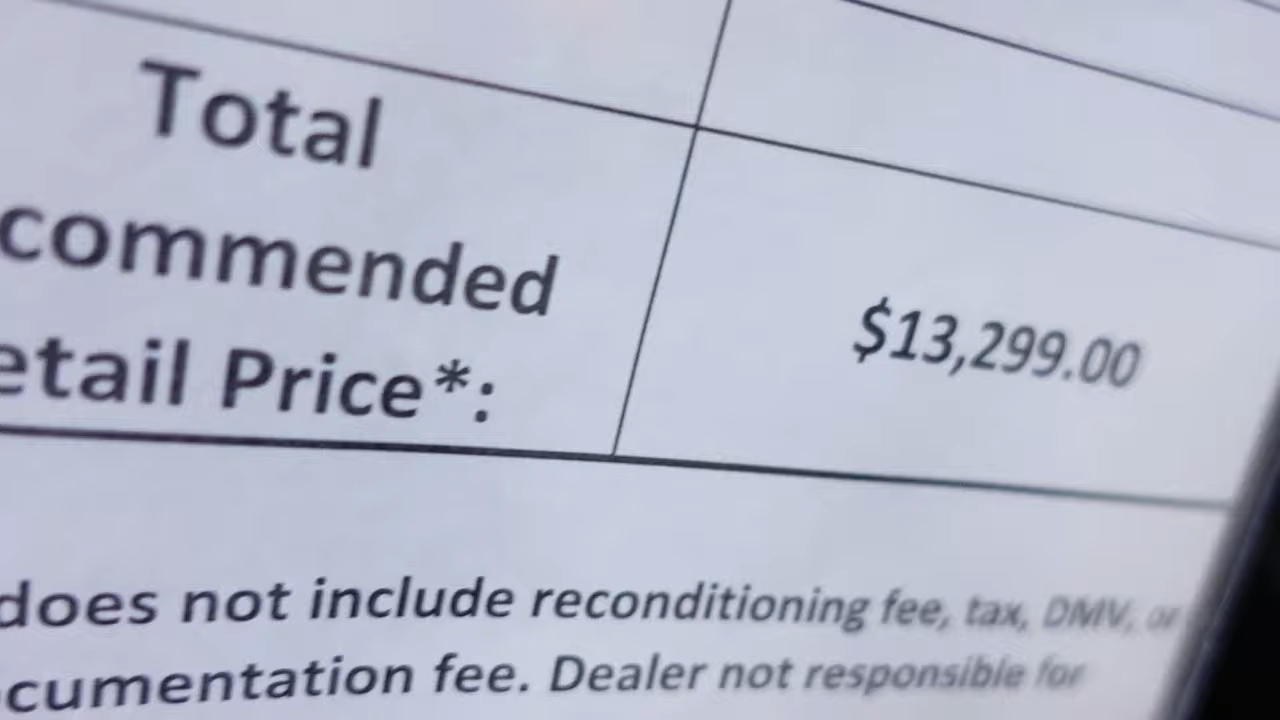 Total
commended
etail Price*: $13,299.00
does not include reconditioning fee, tax, DMV, or
cumentation fee. Dealer not responsible for